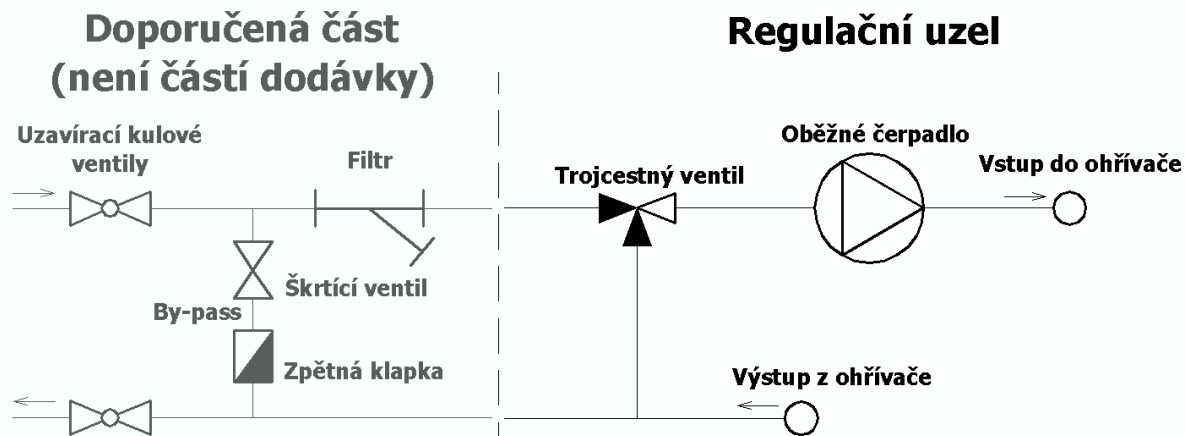 Doporučená část
(není částí dodávky)
Regulační uzel
Uzavírací kulové
ventily
Filtr
Trojcestný ventil
Oběžné čerpadlo
Vstup do ohřívače
Škrtící ventil
By-pass
Zpětná klapka
Výstup z ohřívače